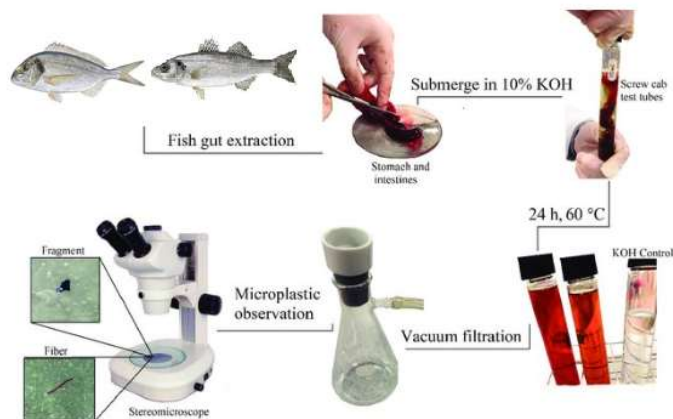 Submerge in 10% KOH
Screw cab
test tubes
Fish gut extraction
Stomach and
intestines
24 h, 60 °C
KOH Control
Fragment
Microplastic
observation
Vacuum filtration
Fiber
Stereomicroscope